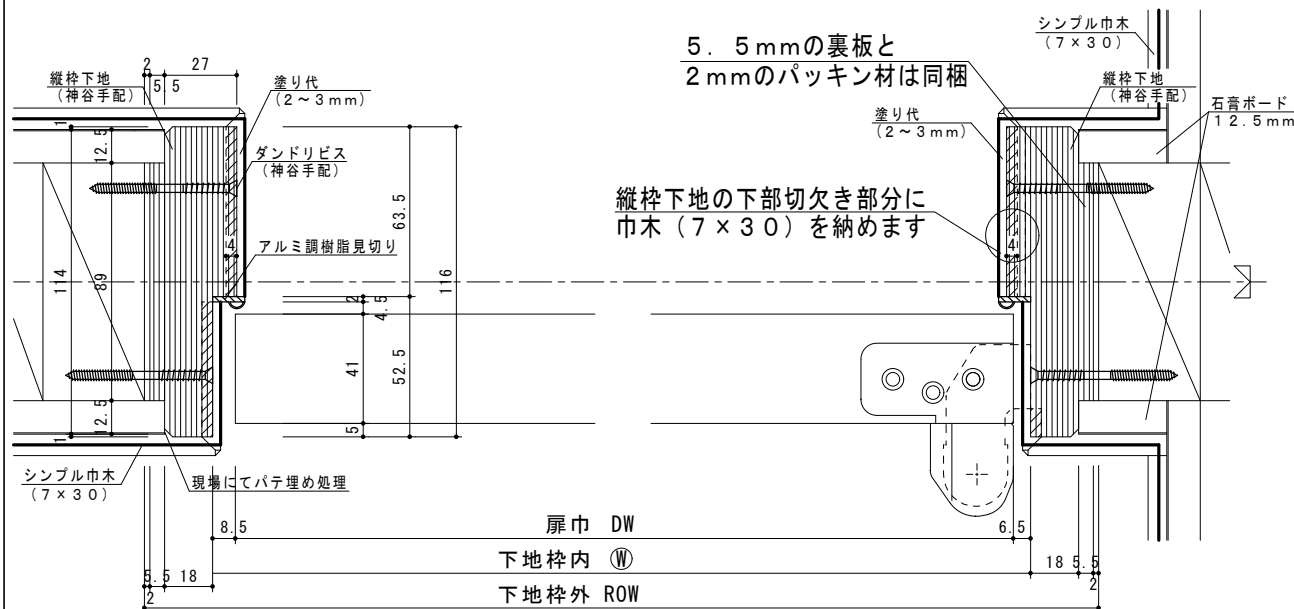 シンプル巾木
(7×30)
5.5mmの裏板と
2mmのパッキン材は同梱
縦枠下地
(神谷手配)
石膏ボード
12.5mm
塗り代
(2~3mm)
2
27
5.5
縦枠下地
(神谷手配)
塗り代
(2~3mm)
ダンドリビス
(神谷手配)
アルミ調樹脂見切り
縦枠下地の下部切欠き部分に
巾木(7×30)を納めます
1
12.5
114
89
12.5
1
4
63.5
116
2
4.5
41
52.5
5
4
シンプル巾木
(7×30)
現場にてパテ埋め処理
8.5
扉巾 DW
6.5
5.5
18
下地枠内 Ⓦ
18
5.5
2
下地枠外 ROW
2